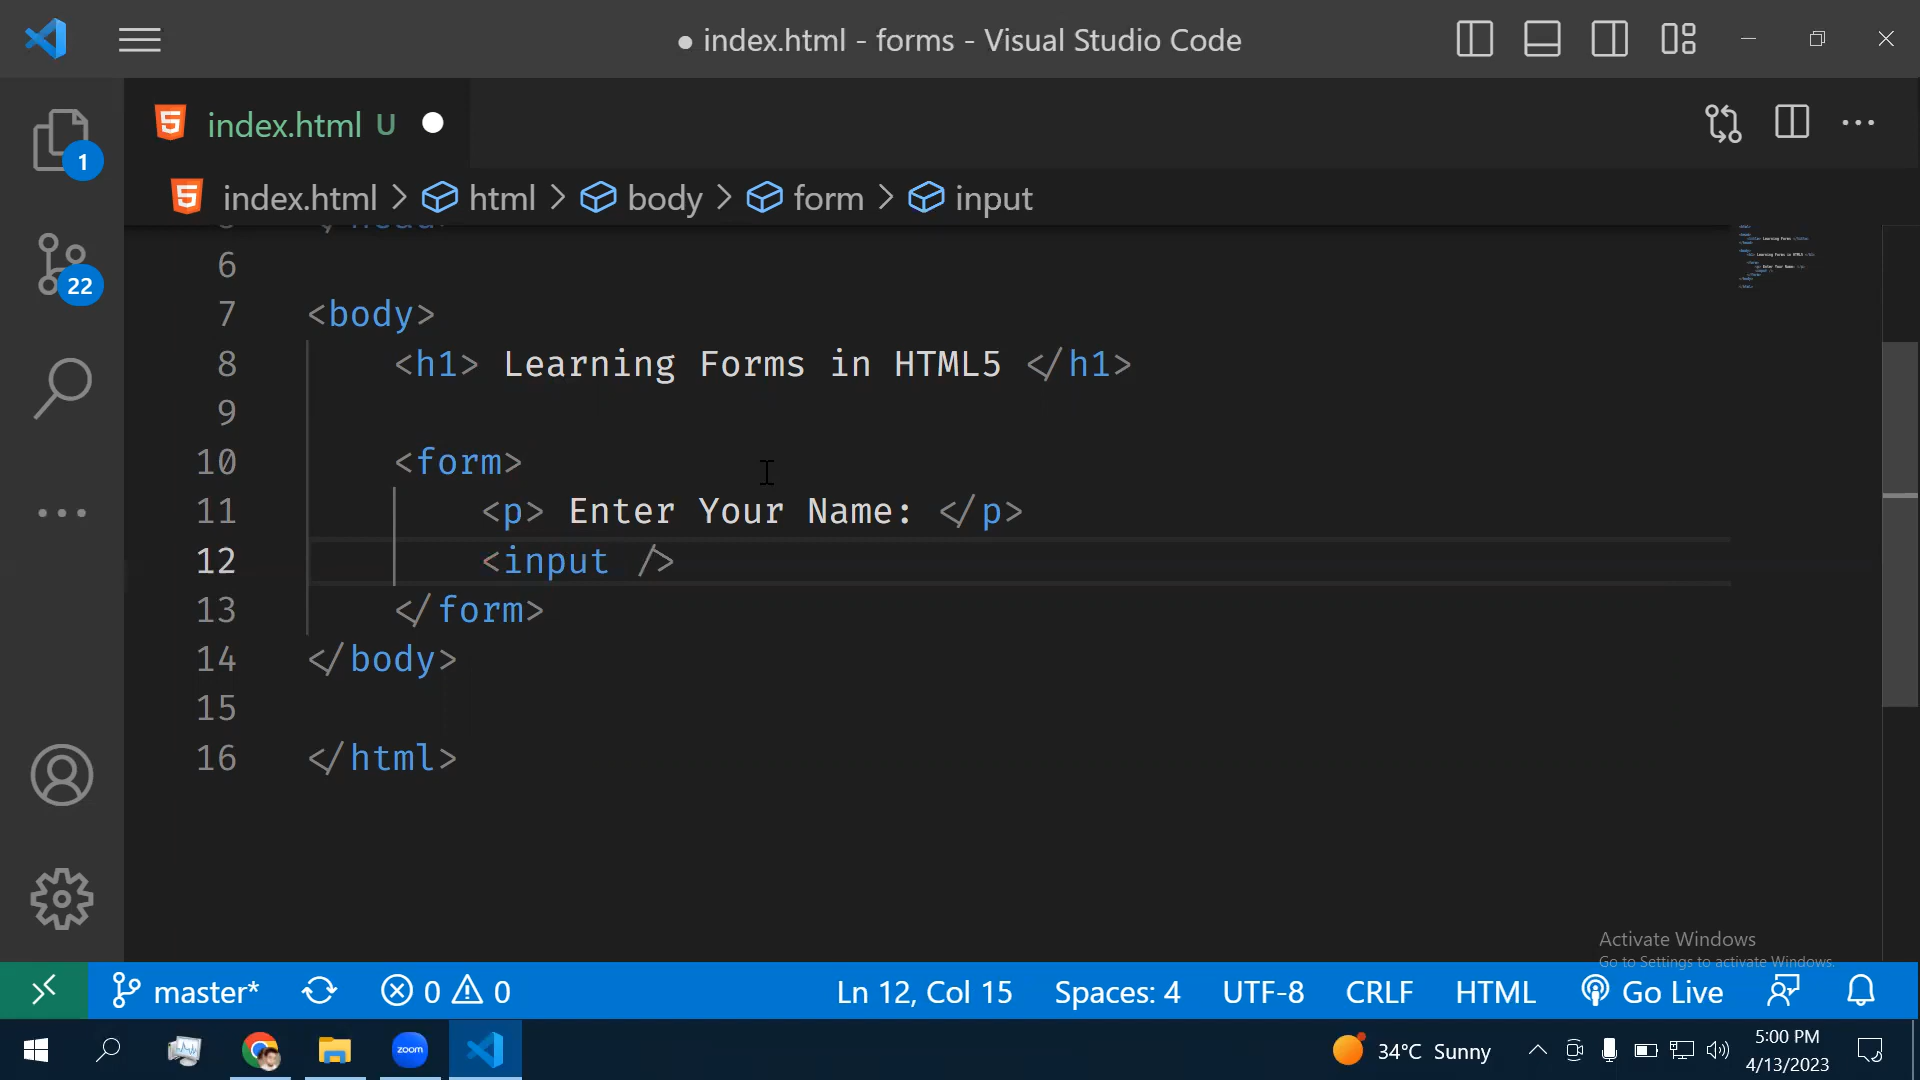 ● index.html - forms - Visual Studio Code
index.html U
1
index.html > html > body > form > input
22
6
7 <body>
8 <h1> Learning Forms in HTML5 </h1>
9
10 <form>
11 <p> Enter Your Name: </p>
12 <input />
13 </form>
14 </body>
15
16 </html>
Activate Windows
Go to Settings to activate Windows.
master* 0 0 Ln 12, Col 15 Spaces: 4 UTF-8 CRLF HTML Go Live
zoom
34°C Sunny
5:00 PM
4/13/2023